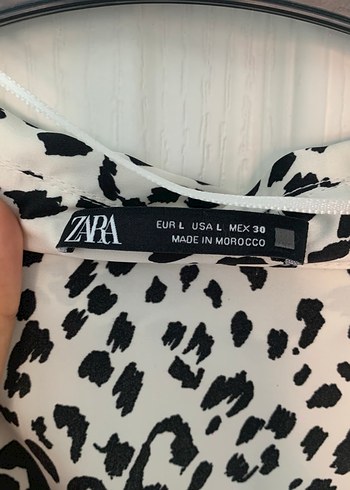 ZARA
EUR L USA L MEX 30
MADE IN MOROCCO